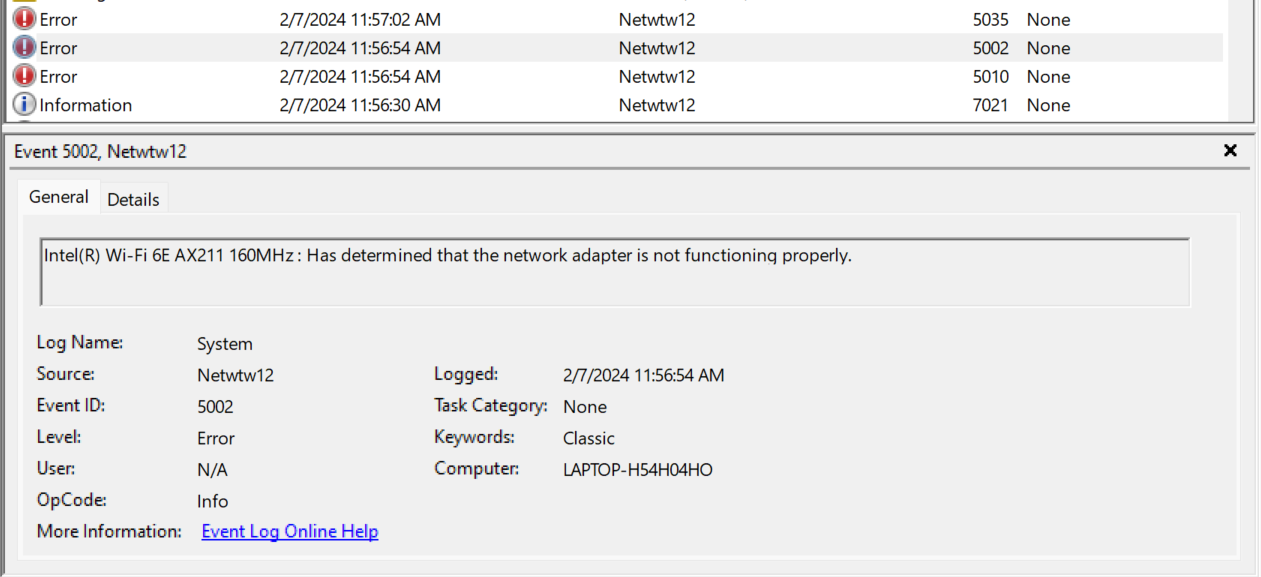 Error 2/7/2024 11:57:02 AM Netwtw12 5035 None
Error 2/7/2024 11:56:54 AM Netwtw12 5002 None
Error 2/7/2024 11:56:54 AM Netwtw12 5010 None
Information 2/7/2024 11:56:30 AM Netwtw12 7021 None
Event 5002, Netwtw12
General Details
Intel(R) Wi-Fi 6E AX211 160MHz : Has determined that the network adapter is not functioning properly.
Log Name: System
Source: Netwtw12 Logged: 2/7/2024 11:56:54 AM
Event ID: 5002 Task Category: None
Level: Error Keywords: Classic
User: N/A Computer: LAPTOP-H54H04HO
OpCode: Info
More Information: Event Log Online Help